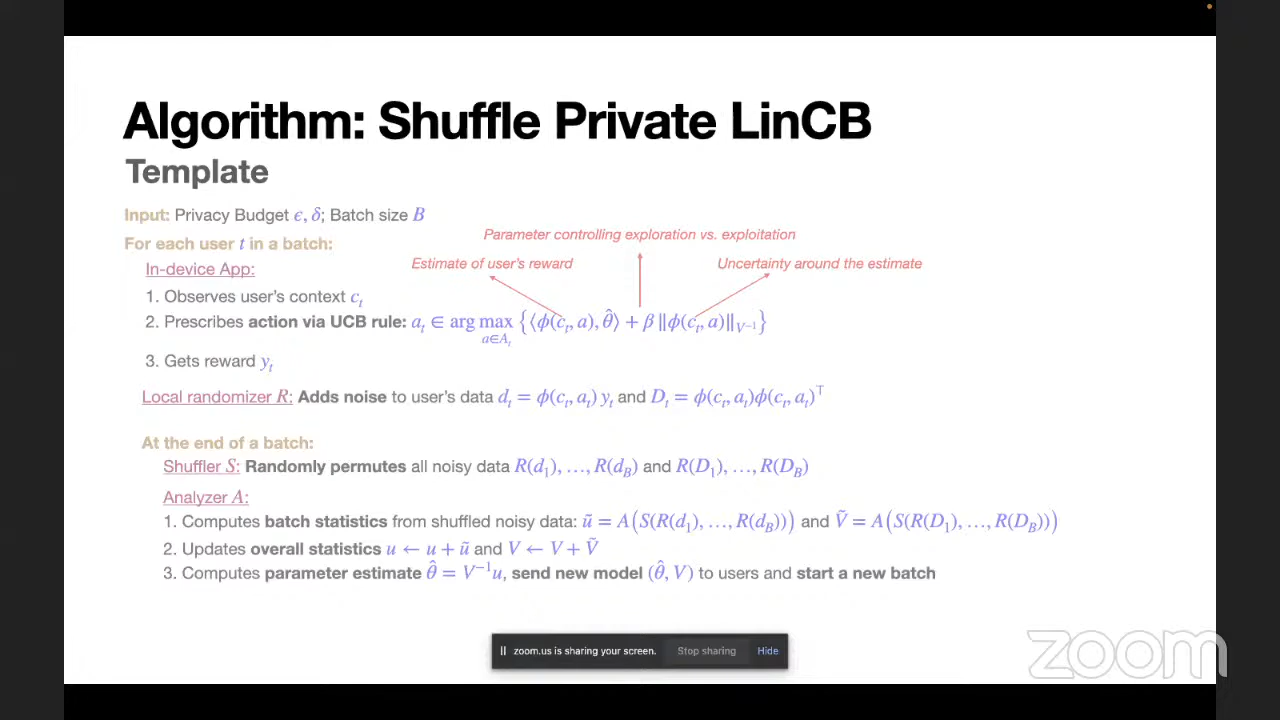 Algorithm: Shuffle Private LinCB
Template
Input: Privacy Budget ϵ, δ; Batch size B
For each user t in a batch:
Parameter controlling exploration vs. exploitation
Estimate of user's reward
Uncertainty around the estimate
In-device App:
1. Observes user's context c_t
2. Prescribes action via UCB rule: a_t ∈ arg max_{a∈A_t} {⟨ϕ(c_t, a), θ̂⟩ + β ‖ϕ(c_t, a)‖_{V^{−1}}}
3. Gets reward y_t
Local randomizer R: Adds noise to user's data d_t = ϕ(c_t, a_t) y_t and D_t = ϕ(c_t, a_t)ϕ(c_t, a_t)^⊤
At the end of a batch:
Shuffler S: Randomly permutes all noisy data R(d_1), …, R(d_B) and R(D_1), …, R(D_B)
Analyzer A:
1. Computes batch statistics from shuffled noisy data: ũ = A(S(R(d_1), …, R(d_B))) and Ṽ = A(S(R(D_1), …, R(D_B)))
2. Updates overall statistics u ← u + ũ and V ← V + Ṽ
3. Computes parameter estimate θ̂ = V^{−1}u, send new model (θ̂, V) to users and start a new batch
zoom.us is sharing your screen. Stop sharing Hide
zoom